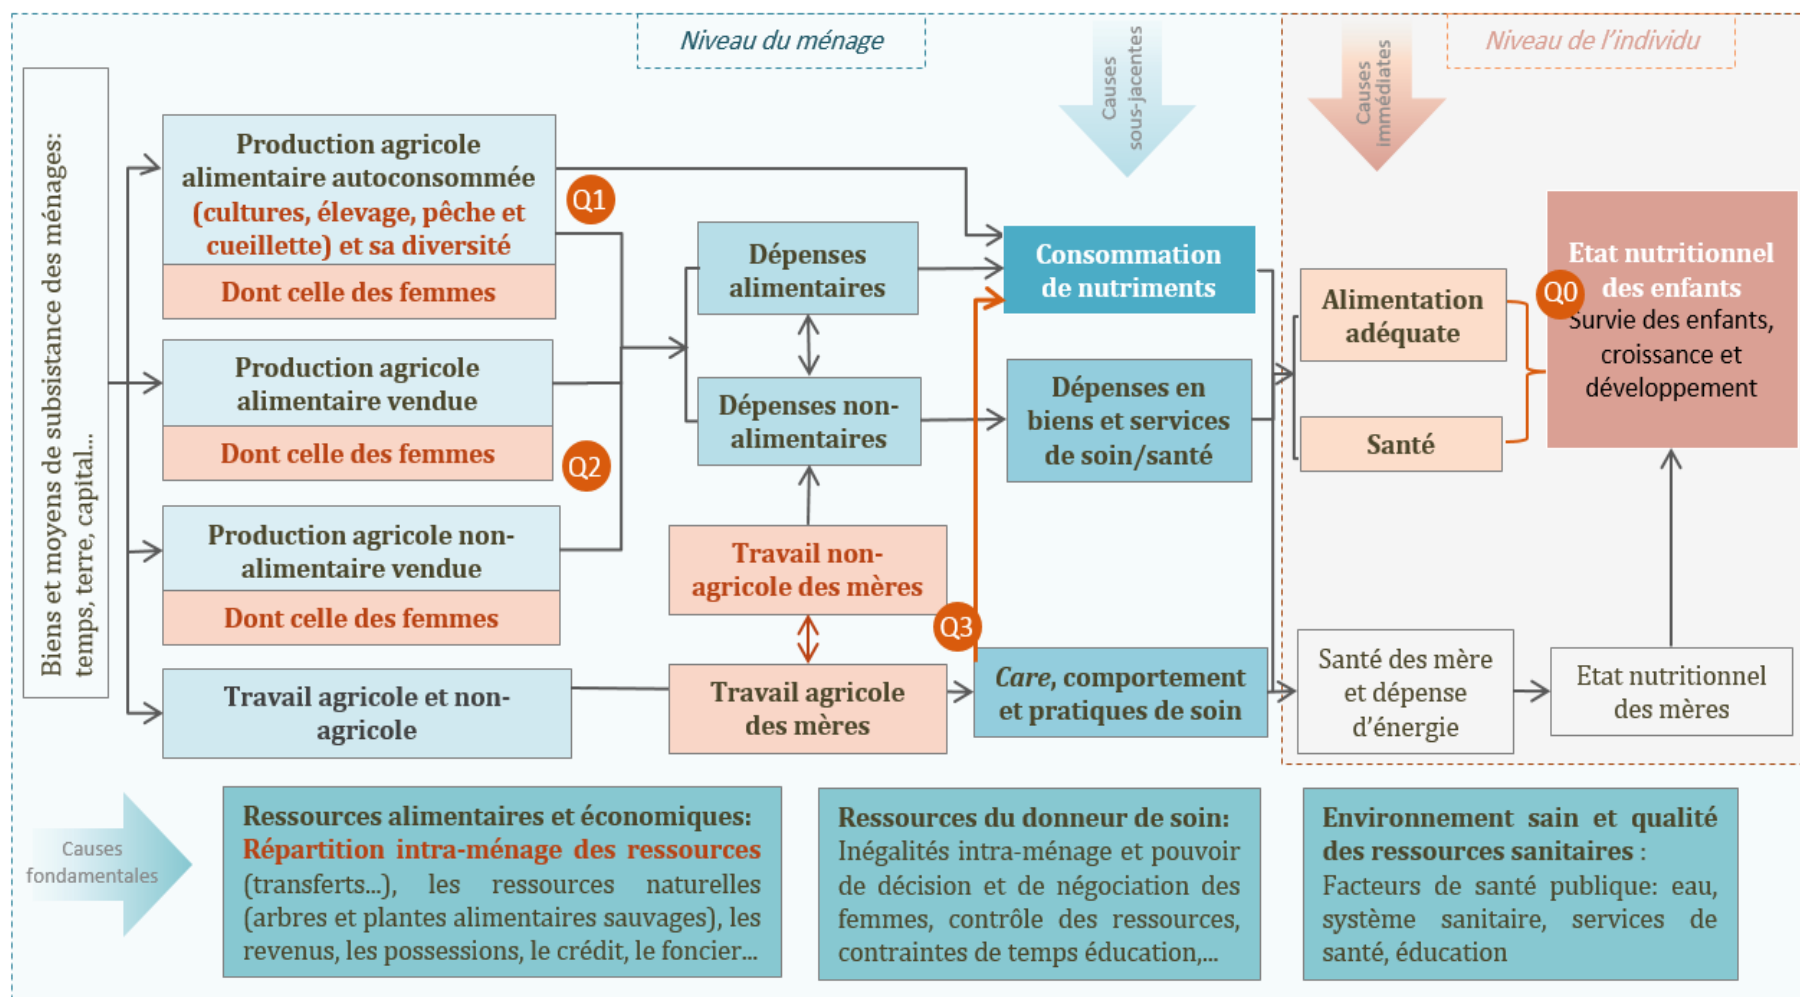 Niveau du ménage
Niveau de l'individu
Causes
sous-jacentes
Causes
immédiates
Biens et moyens de subsistance des ménages:
temps, terre, capital...
Production agricole
alimentaire autoconsommée
(cultures, élevage, pêche et
cueillette) et sa diversité
Dont celle des femmes
Q1
Production agricole
alimentaire vendue
Dont celle des femmes
Q2
Production agricole non-
alimentaire vendue
Dont celle des femmes
Travail agricole et non-
agricole
Dépenses
alimentaires
Dépenses non-
alimentaires
Travail non-
agricole des mères
Q3
Travail agricole
des mères
Consommation
de nutriments
Dépenses en
biens et services
de soin/santé
Care, comportement
et pratiques de soin
Alimentation
adéquate
Santé
Q0
Etat nutritionnel
des enfants
Survie des enfants,
croissance et
développement
Santé des mère
et dépense
d'énergie
Etat nutritionnel
des mères
Causes
fondamentales
Ressources alimentaires et économiques:
Répartition intra-ménage des ressources
(transferts...), les ressources naturelles
(arbres et plantes alimentaires sauvages), les
revenus, les possessions, le crédit, le foncier...
Ressources du donneur de soin:
Inégalités intra-ménage et pouvoir
de décision et de négociation des
femmes, contrôle des ressources,
contraintes de temps éducation,...
Environnement sain et qualité
des ressources sanitaires :
Facteurs de santé publique: eau,
système sanitaire, services de
santé, éducation